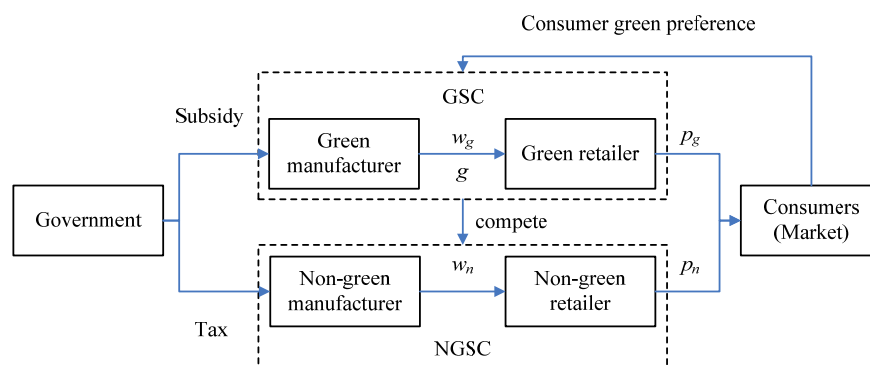 Consumer green preference
GSC
Subsidy
Green
manufacturer
w_g
g
Green retailer
p_g
Government
compete
Consumers
(Market)
Non-green
manufacturer
w_n
Non-green
retailer
p_n
Tax
NGSC